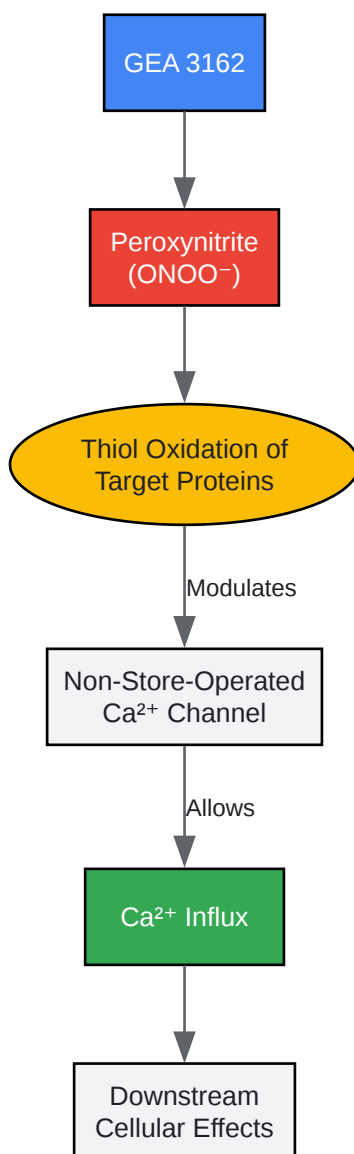 GEA 3162
Peroxynitrite
(ONOO⁻)
Thiol Oxidation of
Target Proteins
Modulates
Non-Store-Operated
Ca²⁺ Channel
Allows
Ca²⁺ Influx
Downstream
Cellular Effects